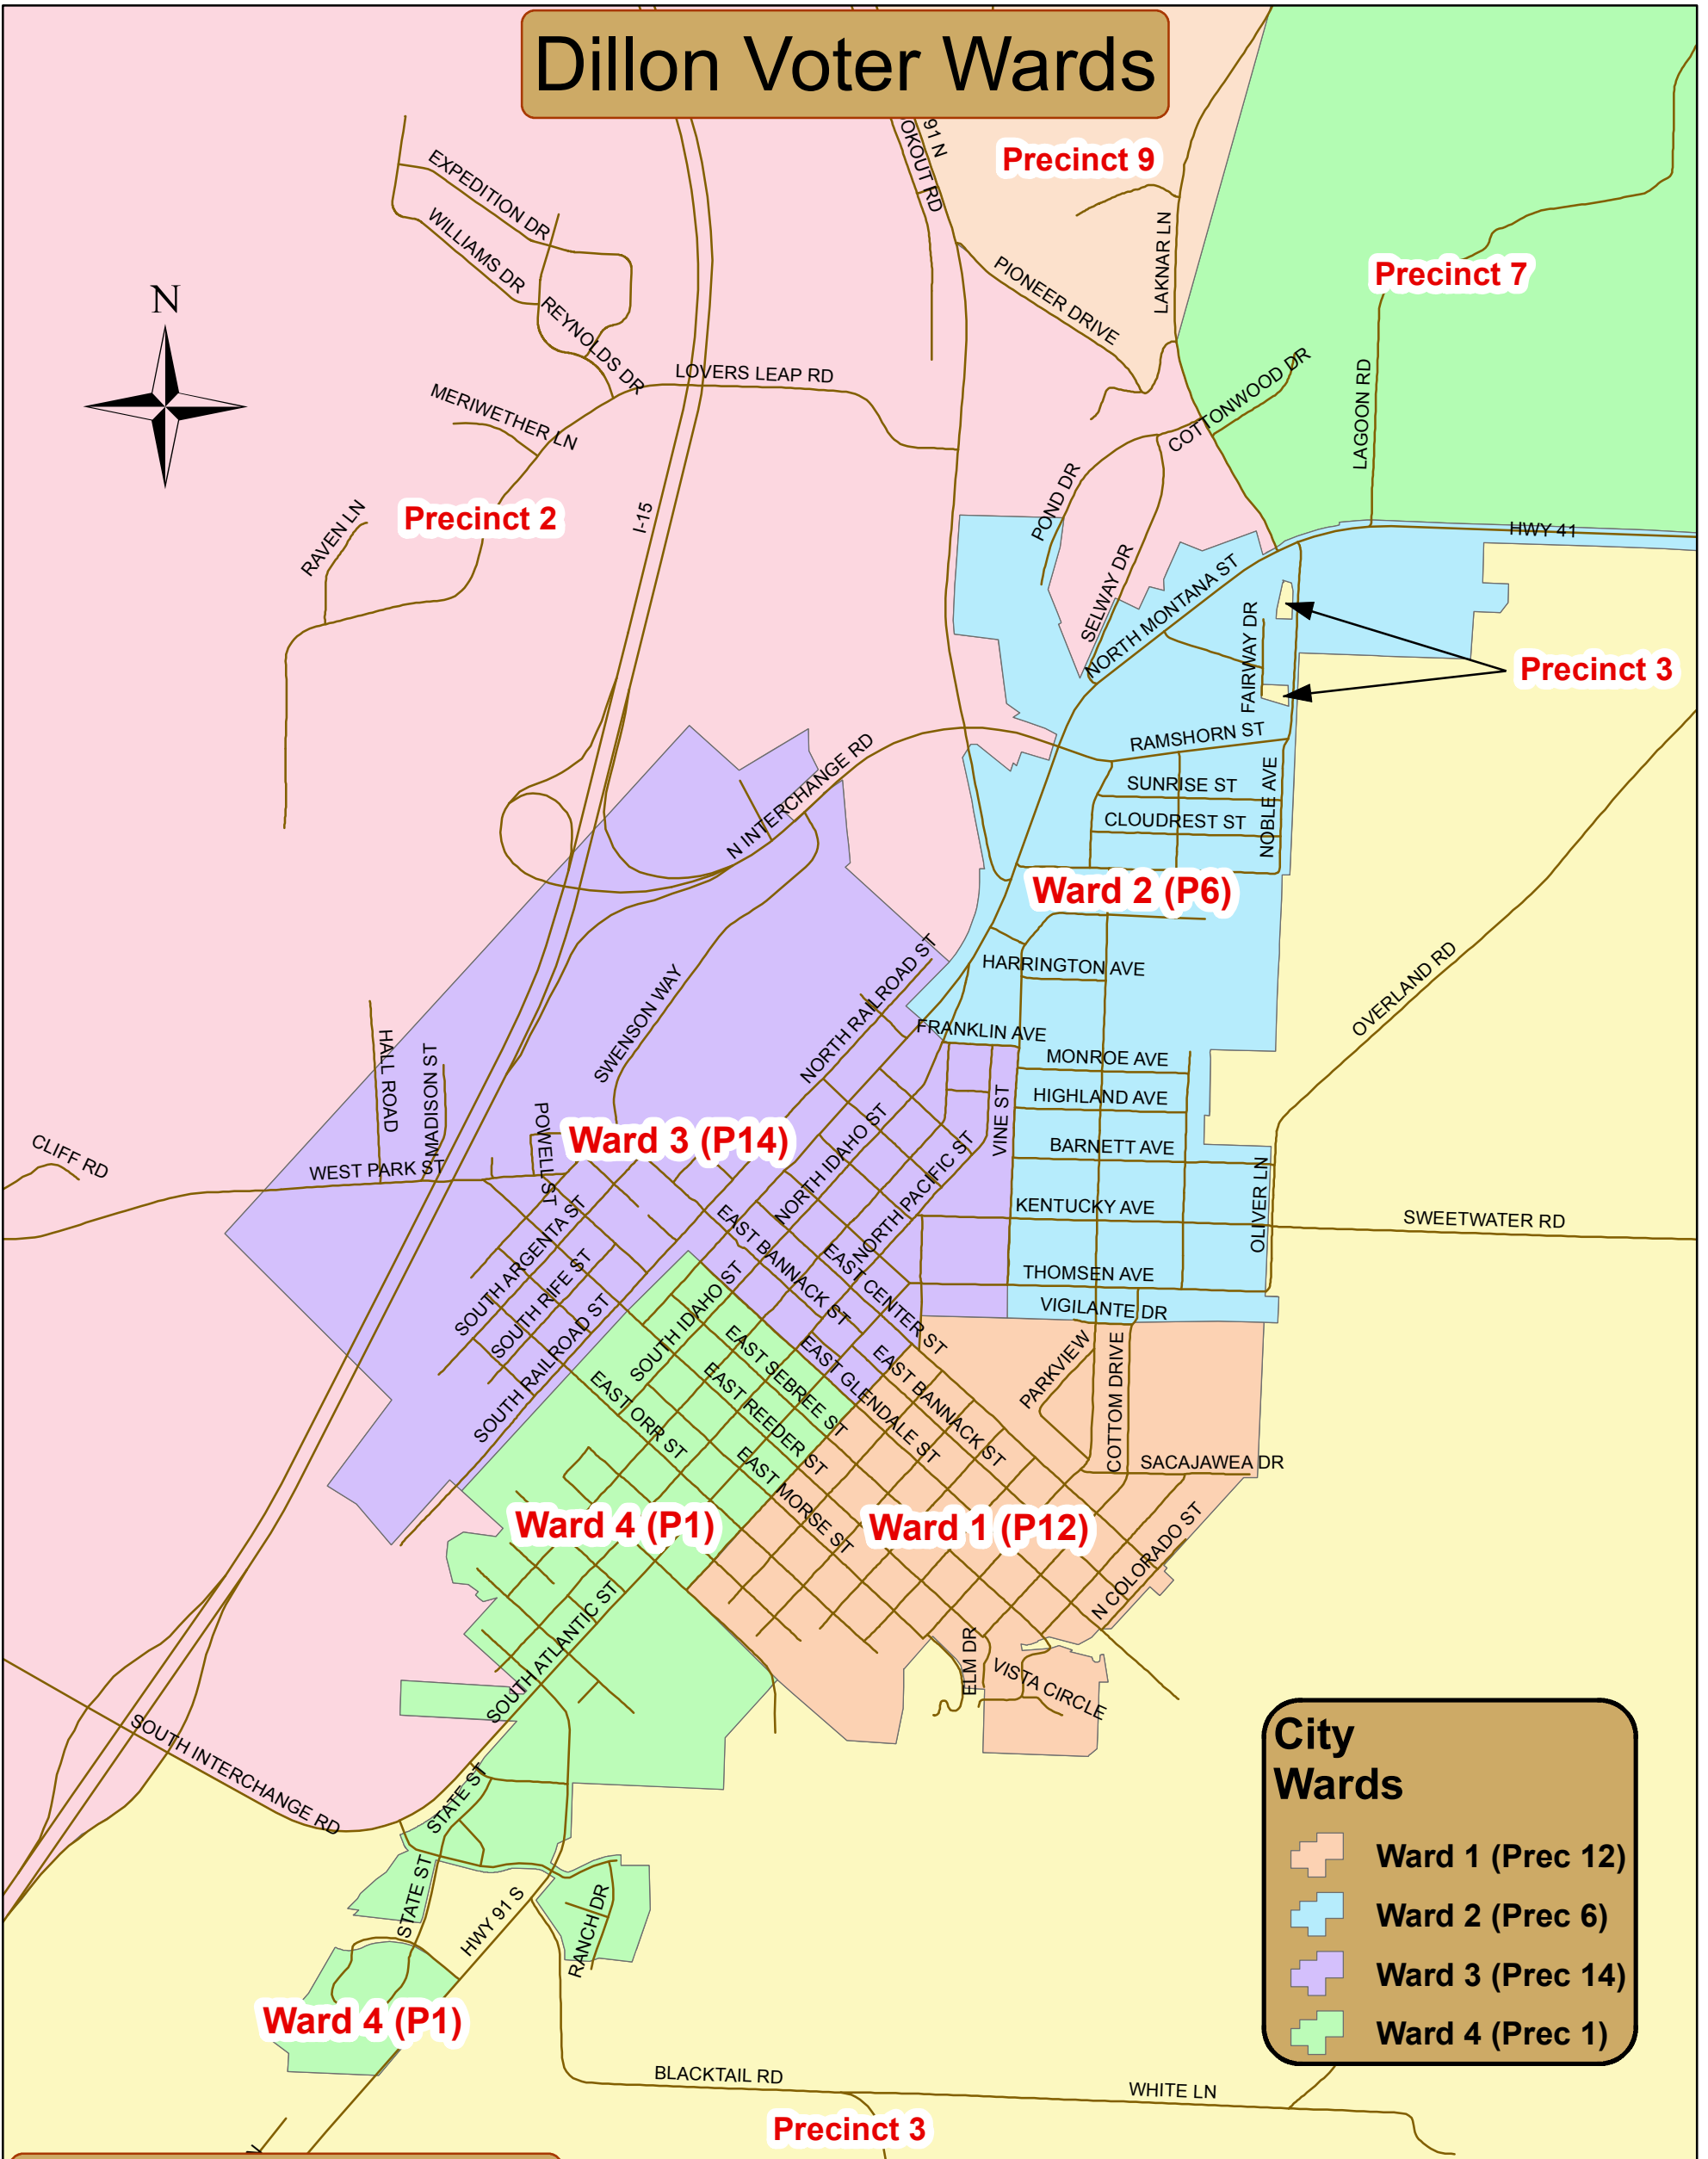 Dillon Voter Wards
91 N
OKOUT RD
Precinct 9
EXPEDITION DR
WILLIAMS DR
REYNOLDS DR
LAKNAR LN
PIONEER DRIVE
Precinct 7
N
LOVERS LEAP RD
MERIWETHER LN
COTTONWOOD DR
LAGOON RD
POND DR
Precinct 2
I-15
RAVEN LN
HWY 41
SELWAY DR
NORTH MONTANA ST
FAIRWAY DR
Precinct 3
RAMSHORN ST
N INTERCHANGE RD
SUNRISE ST
NOBLE AVE
CLOUDREST ST
Ward 2 (P6)
HARRINGTON AVE
OVERLAND RD
NORTH RAILROAD ST
SWENSON WAY
FRANKLIN AVE
MONROE AVE
HALL ROAD
MADISON ST
HIGHLAND AVE
VINE ST
POWELL ST
Ward 3 (P14)
NORTH IDAHO ST
BARNETT AVE
CLIFF RD
WEST PARK ST
NORTH PACIFIC ST
OLIVER LN
KENTUCKY AVE
SWEETWATER RD
SOUTH ARGENTA ST
EAST BANNACK ST
EAST CENTER ST
SOUTH RIFE ST
THOMSEN AVE
VIGILANTE DR
SOUTH RAILROAD ST
SOUTH IDAHO ST
EAST SEBREE ST
EAST GLENDALE ST
EAST BANNACK ST
PARKVIEW
COTTOM DRIVE
EAST REEDER ST
EAST ORR ST
EAST MORSE ST
SACAJAWEA DR
Ward 4 (P1)
Ward 1 (P12)
N COLORADO ST
SOUTH ATLANTIC ST
ELM DR
VISTA CIRCLE
SOUTH INTERCHANGE RD
STATE ST
STATE ST
HWY 91 S
RANCH DR
Ward 4 (P1)
City
Wards
Ward 1 (Prec 12)
Ward 2 (Prec 6)
Ward 3 (Prec 14)
Ward 4 (Prec 1)
BLACKTAIL RD
WHITE LN
Precinct 3